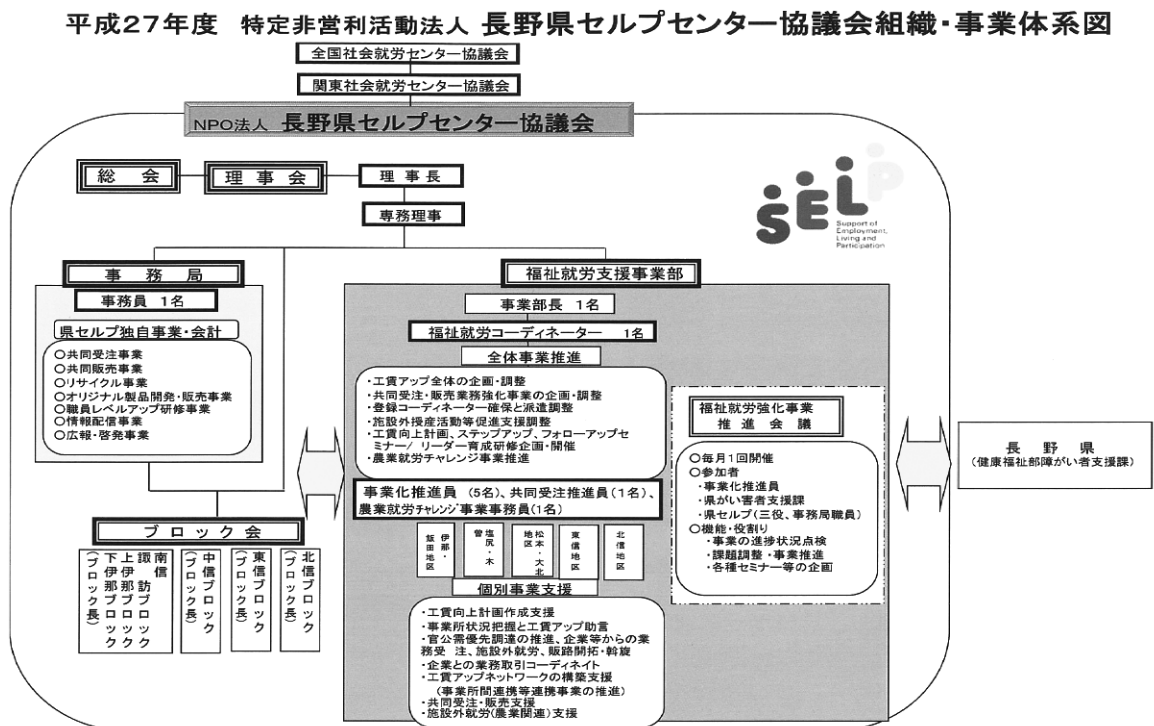 平成27年度 特定非営利活動法人 長野県セルプセンター協議会組織・事業体系図
全国社会就労センター協議会
関東社会就労センター協議会
NPO法人 長野県セルプセンター協議会
総 会
理 事 会
理 事 長
専務理事
SELP
Support of
Employment,
Living and
Participation
事 務 局
事務員 1名
県セルプ独自事業・会計
○共同受注事業
○共同販売事業
○リサイクル事業
○オリジナル製品開発・販売事業
○職員レベルアップ研修事業
○情報配信事業
○広報・啓発事業
ブロック会
南信
諏訪ブロック
上伊那ブロック
下伊那ブロック
(ブロック長)
中信ブロック
(ブロック長)
東信ブロック
(ブロック長)
北信ブロック
(ブロック長)
福祉就労支援事業部
事業部長 1名
福祉就労コーディネーター 1名
全体事業推進
・工賃アップ全体の企画・調整
・共同受注・販売業務強化事業の企画・調整
・登録コーディネーター確保と派遣調整
・施設外授産活動等促進支援調整
・工賃向上計画、ステップアップ、フォローアップセ
ミナー/ リーダー育成研修企画・開催
・農業就労チャレンジ事業推進
事業化推進員 (5名)、共同受注推進員(1名)、
農業就労チャレンジ事業事務員(1名)
伊那・
飯田地区
塩尻・木
曽
松本・大北
地区
東信地区
北信地区
個別事業支援
・工賃向上計画作成支援
・事業所状況把握と工賃アップ助言
・官公需優先調達の推進、企業等からの業
務受 注、施設外就労、販路開拓・斡旋
・企業との業務取引コーディネイト
・工賃アップネットワークの構築支援
(事業所間連携等連携事業の推進)
・共同受注・販売支援
・施設外就労(農業関連)支援
福祉就労強化事業
推 進 会 議
○毎月1回開催
○参加者
・事業化推進員
・県がい害者支援課
・県セルプ(三役、事務局職員)
○機能・役割り
・事業の進捗状況点検
・課題調整・事業推進
・各種セミナー等の企画
長 野 県
(健康福祉部障がい者支援課)